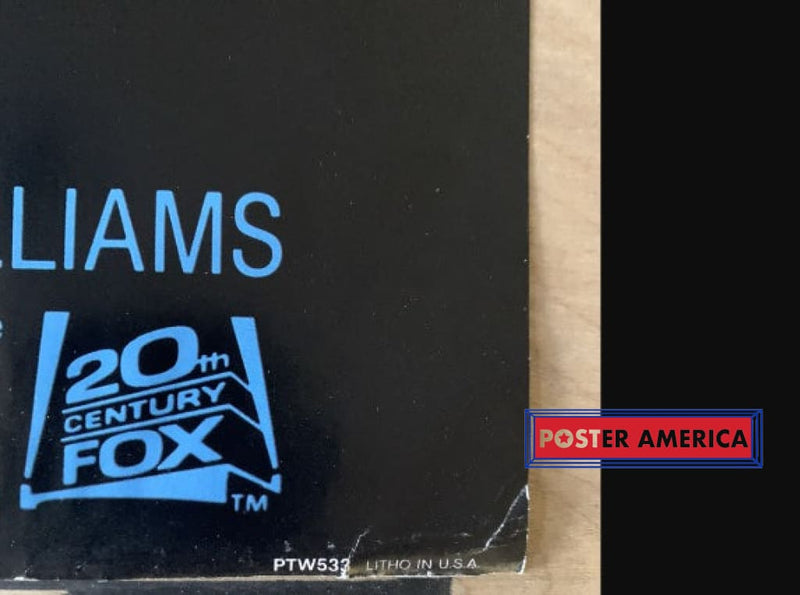 LLIAMS
20th
CENTURY
FOX
TM
POSTER AMERICA
PTW533 LITHO IN U.S.A.